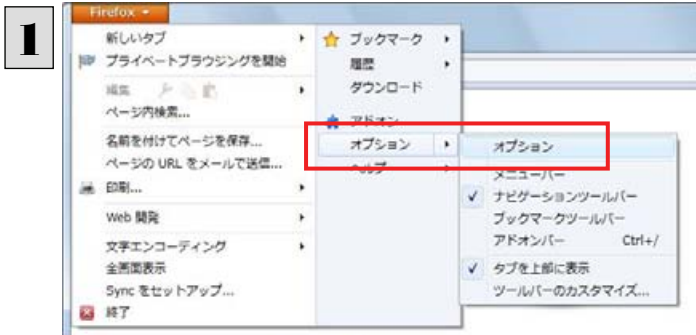 1
Firefox
新しいタブ
プライベートブラウジングを開始
編集
ページ内検索...
名前を付けてページを保存...
ページの URL をメールで送信...
印刷...
Web 開発
文字エンコーディング
全画面表示
Sync をセットアップ...
終了
ブックマーク
履歴
ダウンロード
アドオン
オプション
ヘルプ
オプション
メニューバー
ナビゲーションツールバー
ブックマークツールバー
アドオンバー Ctrl+/
タブを上部に表示
ツールバーのカスタマイズ...